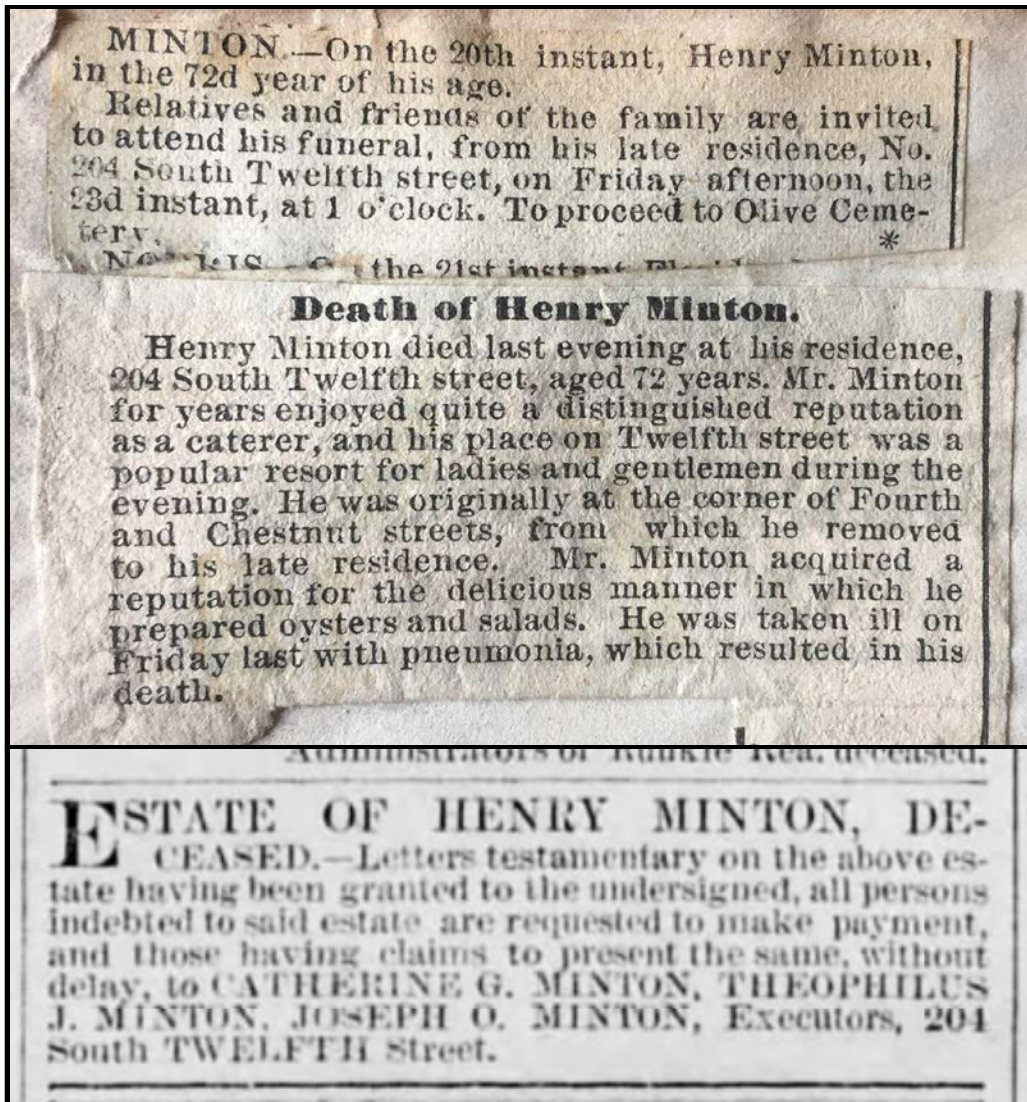 MINTON.—On the 20th instant, Henry Minton,
in the 72d year of his age.
Relatives and friends of the family are invited
to attend his funeral, from his late residence, No.
204 South Twelfth street, on Friday afternoon, the
23d instant, at 1 o'clock. To proceed to Olive Ceme-
tery. *
the 21st instant
Death of Henry Minton.
Henry Minton died last evening at his residence,
204 South Twelfth street, aged 72 years. Mr. Minton
for years enjoyed quite a distinguished reputation
as a caterer, and his place on Twelfth street was a
popular resort for ladies and gentlemen during the
evening. He was originally at the corner of Fourth
and Chestnut streets, from which he removed
to his late residence. Mr. Minton acquired a
reputation for the delicious manner in which he
prepared oysters and salads. He was taken ill on
Friday last with pneumonia, which resulted in his
death.
Administrators of Rea, deceased.
ESTATE OF HENRY MINTON, DE-
CEASED.—Letters testamentary on the above es-
tate having been granted to the undersigned, all persons
indebted to said estate are requested to make payment,
and those having claims to present the same, without
delay, to CATHERINE G. MINTON, THEOPHILUS
J. MINTON, JOSEPH O. MINTON, Executors, 204
South TWELFTH Street.